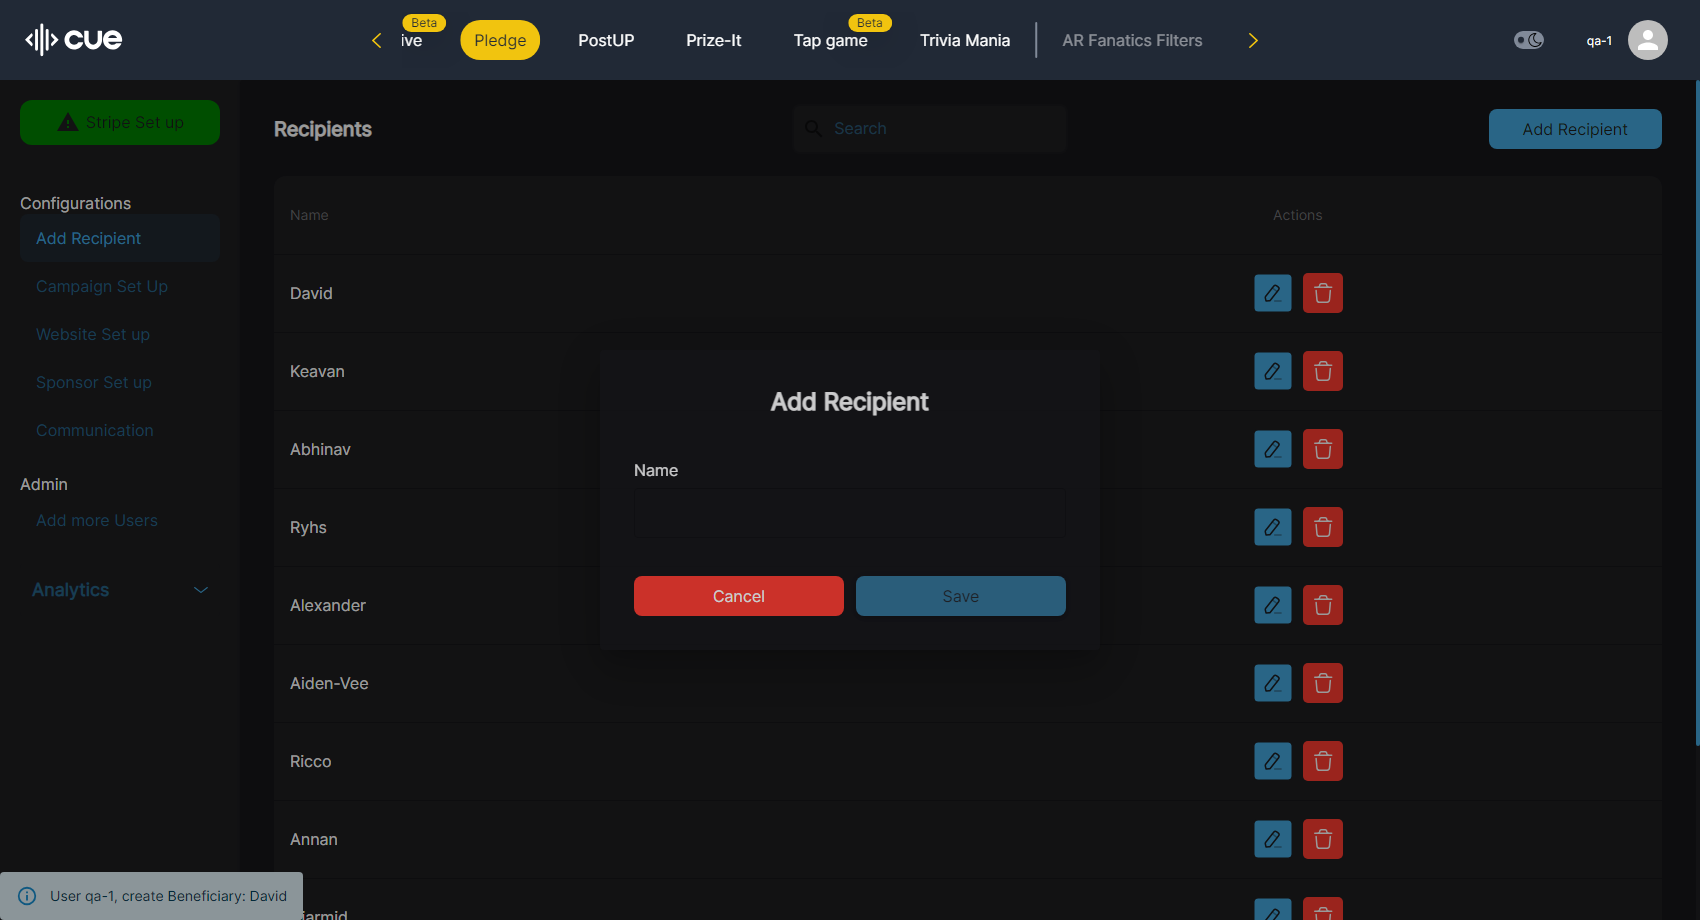 cue
Beta
ive
Pledge
PostUP
Prize-It
Beta
Tap game
Trivia Mania
AR Fanatics Filters
qa-1
Stripe Set up
Recipients
Search
Add Recipient
Configurations
Add Recipient
Campaign Set Up
Website Set up
Sponsor Set up
Communication
Admin
Add more Users
Analytics
Name
Actions
David
Keavan
Abhinav
Ryhs
Alexander
Aiden-Vee
Ricco
Annan
iarmid
Add Recipient
Name
Cancel
Save
User qa-1, create Beneficiary: David